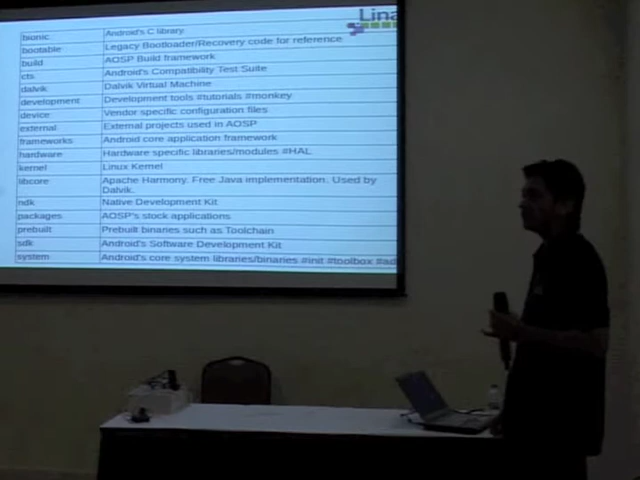 Lina
bionic Android's C library
bootable Legacy Bootloader/Recovery code for reference
build AOSP Build framework
cts Android's Compatibility Test Suite
dalvik Dalvik Virtual Machine
development Development tools #tutorials #monkey
device Vendor specific configuration files
external External projects used in AOSP
frameworks Android core application framework
hardware Hardware specific libraries/modules #HAL
kernel Linux Kernel
libcore Apache Harmony. Free Java implementation. Used by
Dalvik.
ndk Native Development Kit
packages AOSP's stock applications
prebuilt Prebuilt binaries such as Toolchain
sdk Android's Software Development Kit
system Android's core system libraries/binaries #init #toolbox #ad